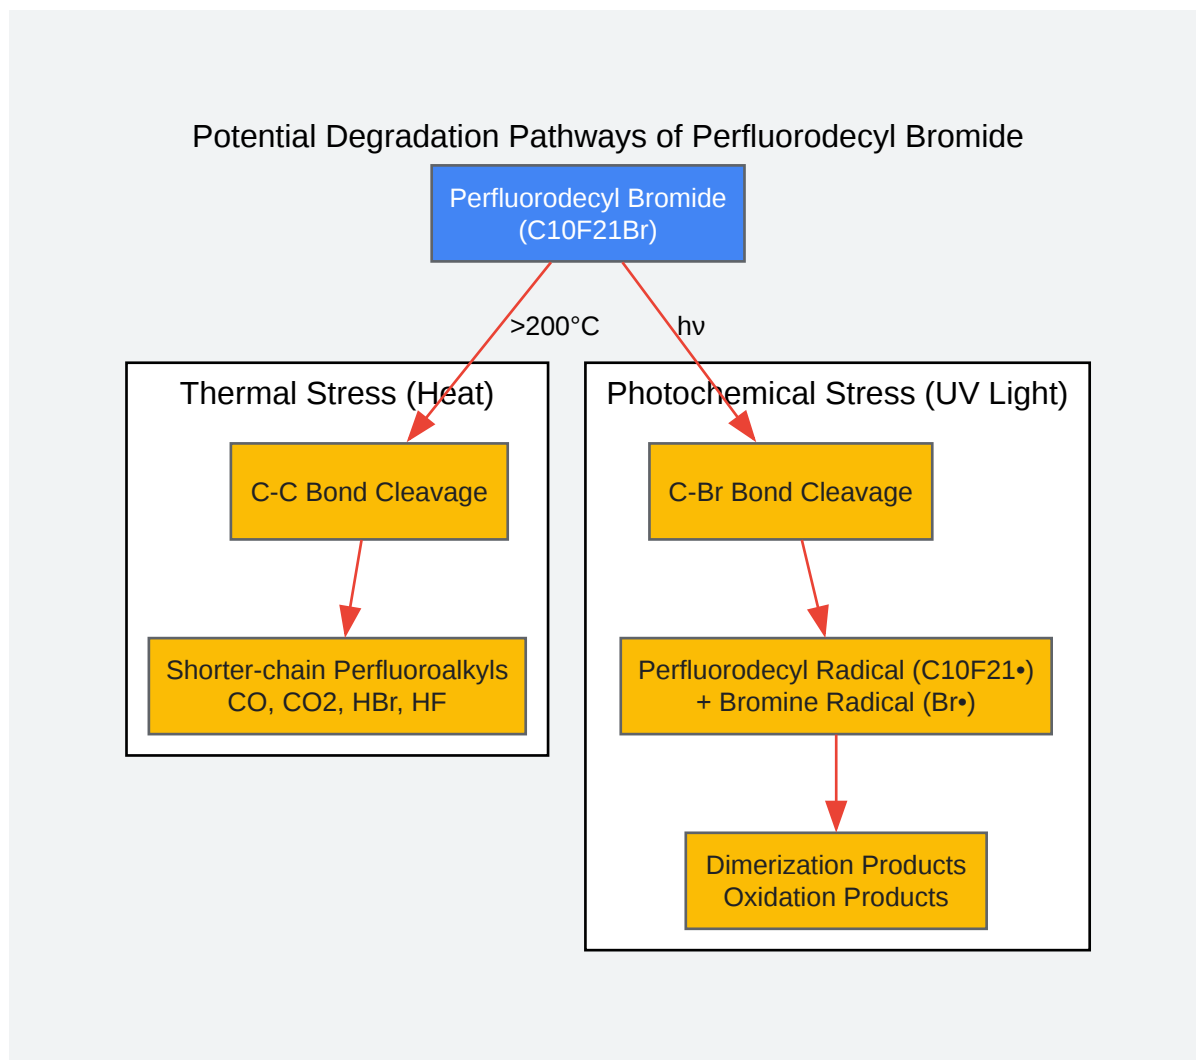 Potential Degradation Pathways of Perfluorodecyl Bromide
Perfluorodecyl Bromide
(C10F21Br)
>200°C
hν
Thermal Stress (Heat)
C-C Bond Cleavage
Shorter-chain Perfluoroalkyls
CO, CO2, HBr, HF
Photochemical Stress (UV Light)
C-Br Bond Cleavage
Perfluorodecyl Radical (C10F21•)
+ Bromine Radical (Br•)
Dimerization Products
Oxidation Products